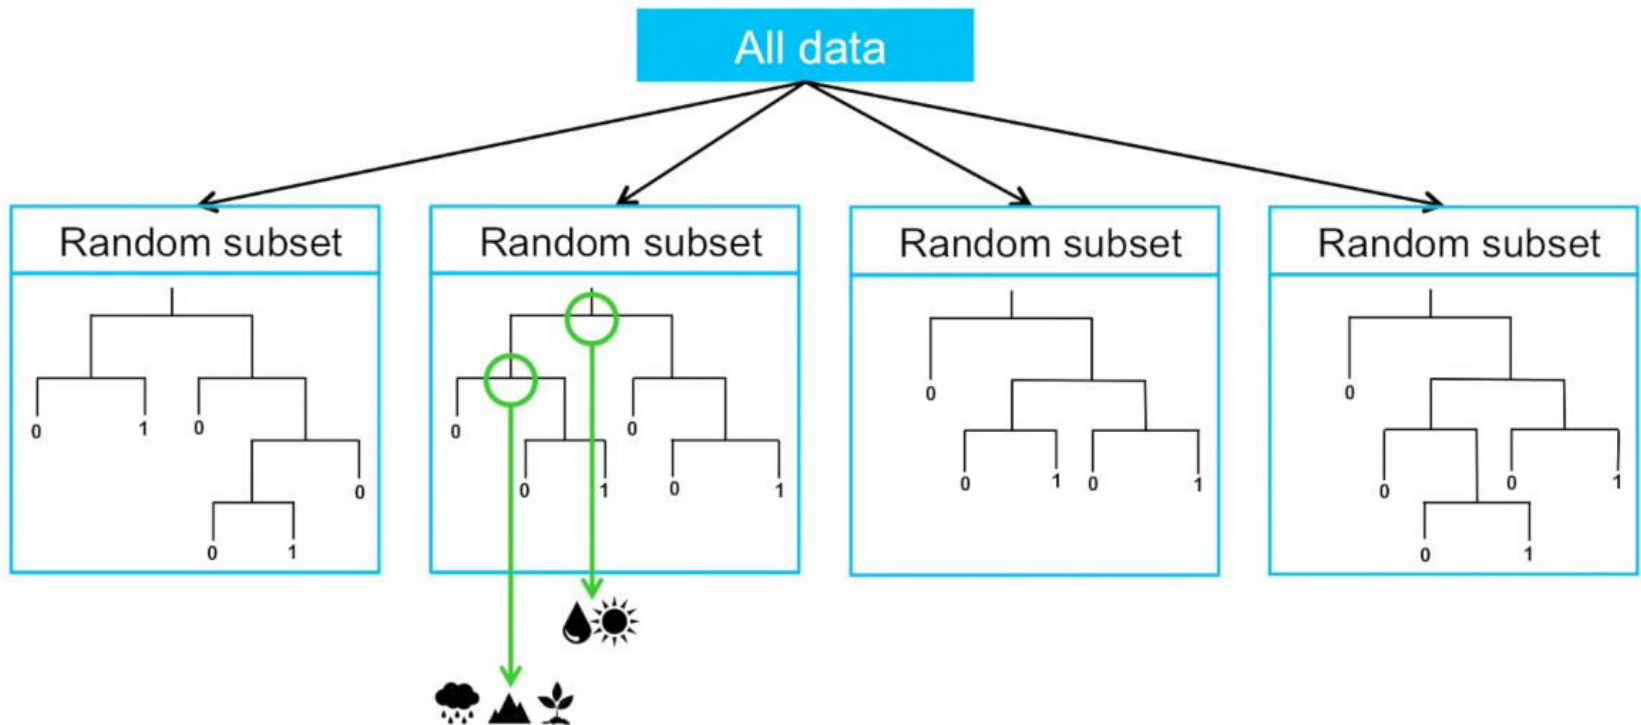 All data
Random subset Random subset Random subset Random subset
0 1 0 0 0 1
0 0 1 0 0 1
0 0 1 0 1
0 0 0 1 0 1